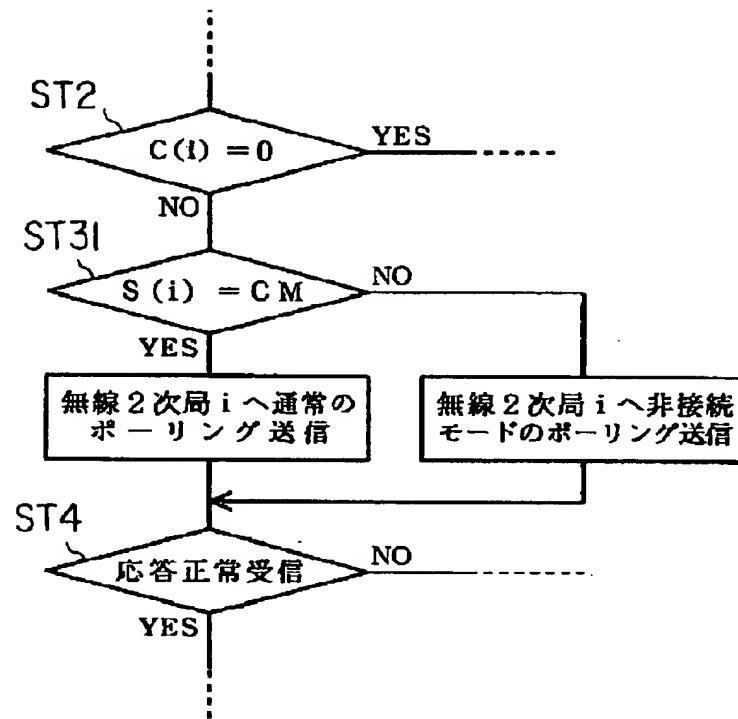 ST2
C(i)=0
YES
NO
ST31
S(i)=CM
NO
YES
無線2次局iへ通常の
ポーリング送信
無線2次局iへ非接続
モードのポーリング送信
ST4
応答正常受信
NO
YES